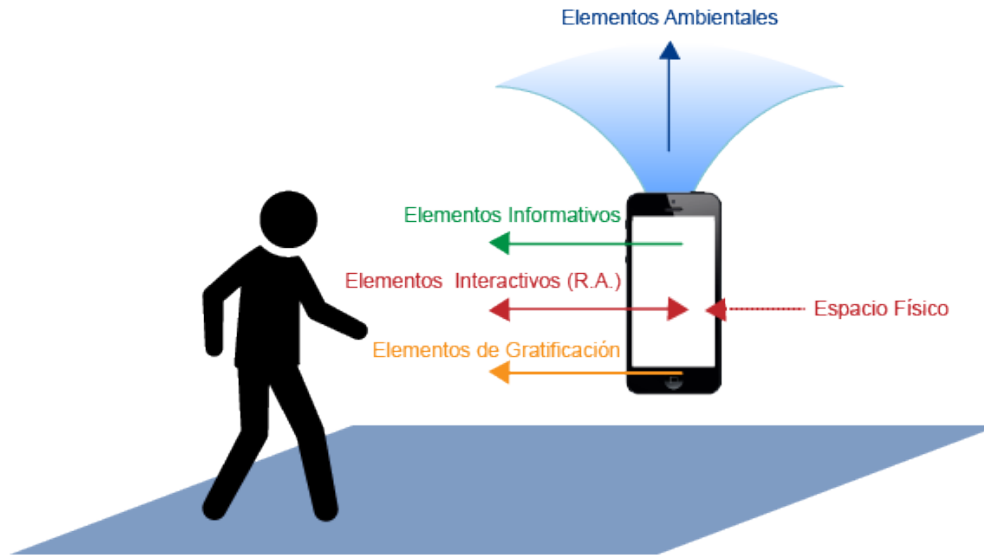 Elementos Ambientales
Elementos Informativos
Elementos Interactivos (R.A.)
Espacio Físico
Elementos de Gratificación